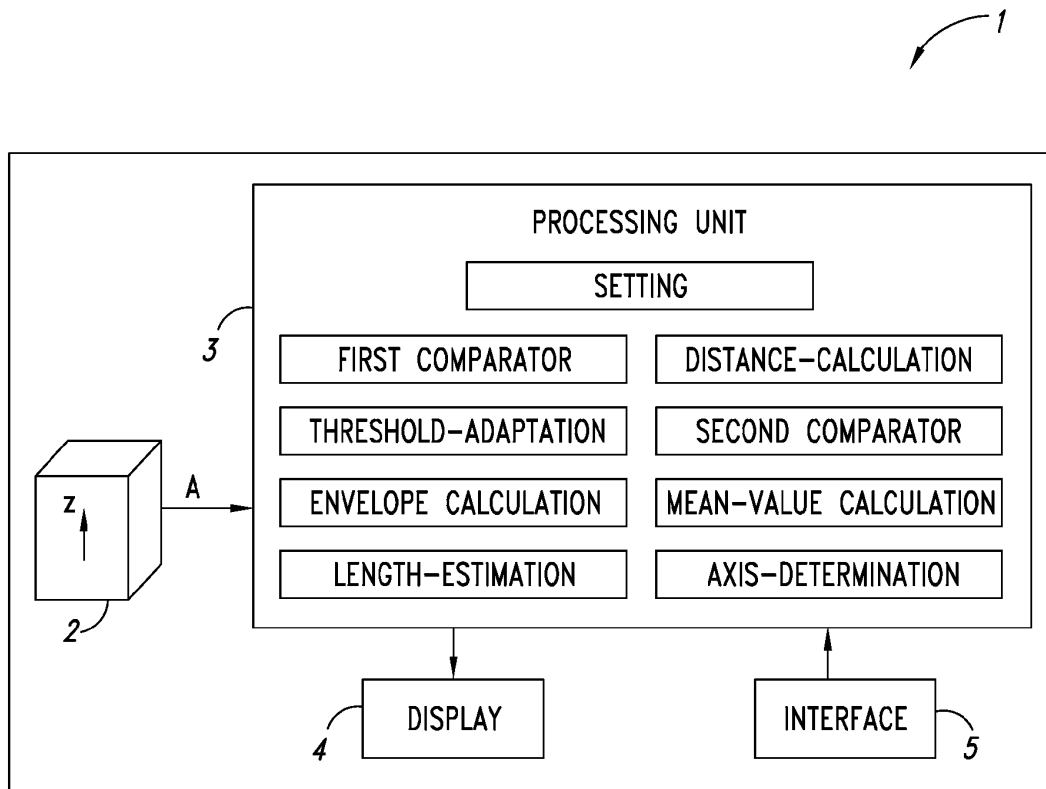 1
PROCESSING UNIT
SETTING
3
FIRST COMPARATOR
DISTANCE-CALCULATION
THRESHOLD-ADAPTATION
SECOND COMPARATOR
z
A
ENVELOPE CALCULATION
MEAN-VALUE CALCULATION
LENGTH-ESTIMATION
AXIS-DETERMINATION
2
4
DISPLAY
INTERFACE
5